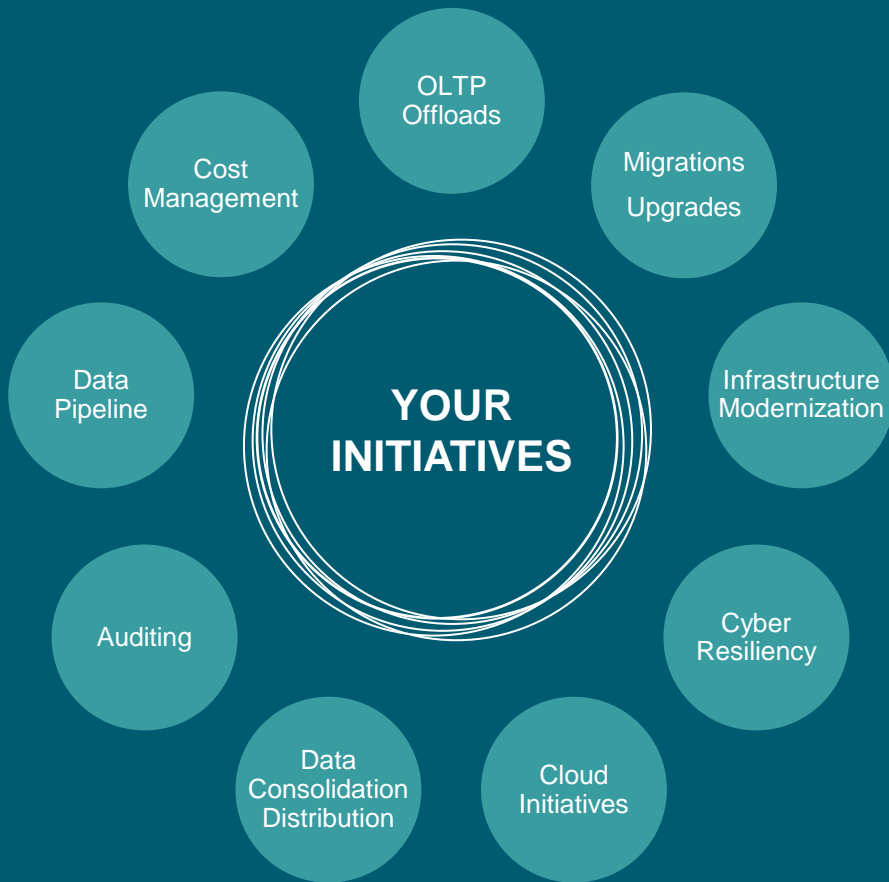 OLTP
Offloads
Cost
Management
Migrations
Upgrades
Data
Pipeline
YOUR
INITIATIVES
Infrastructure
Modernization
Auditing
Cyber
Resiliency
Data
Consolidation
Distribution
Cloud
Initiatives